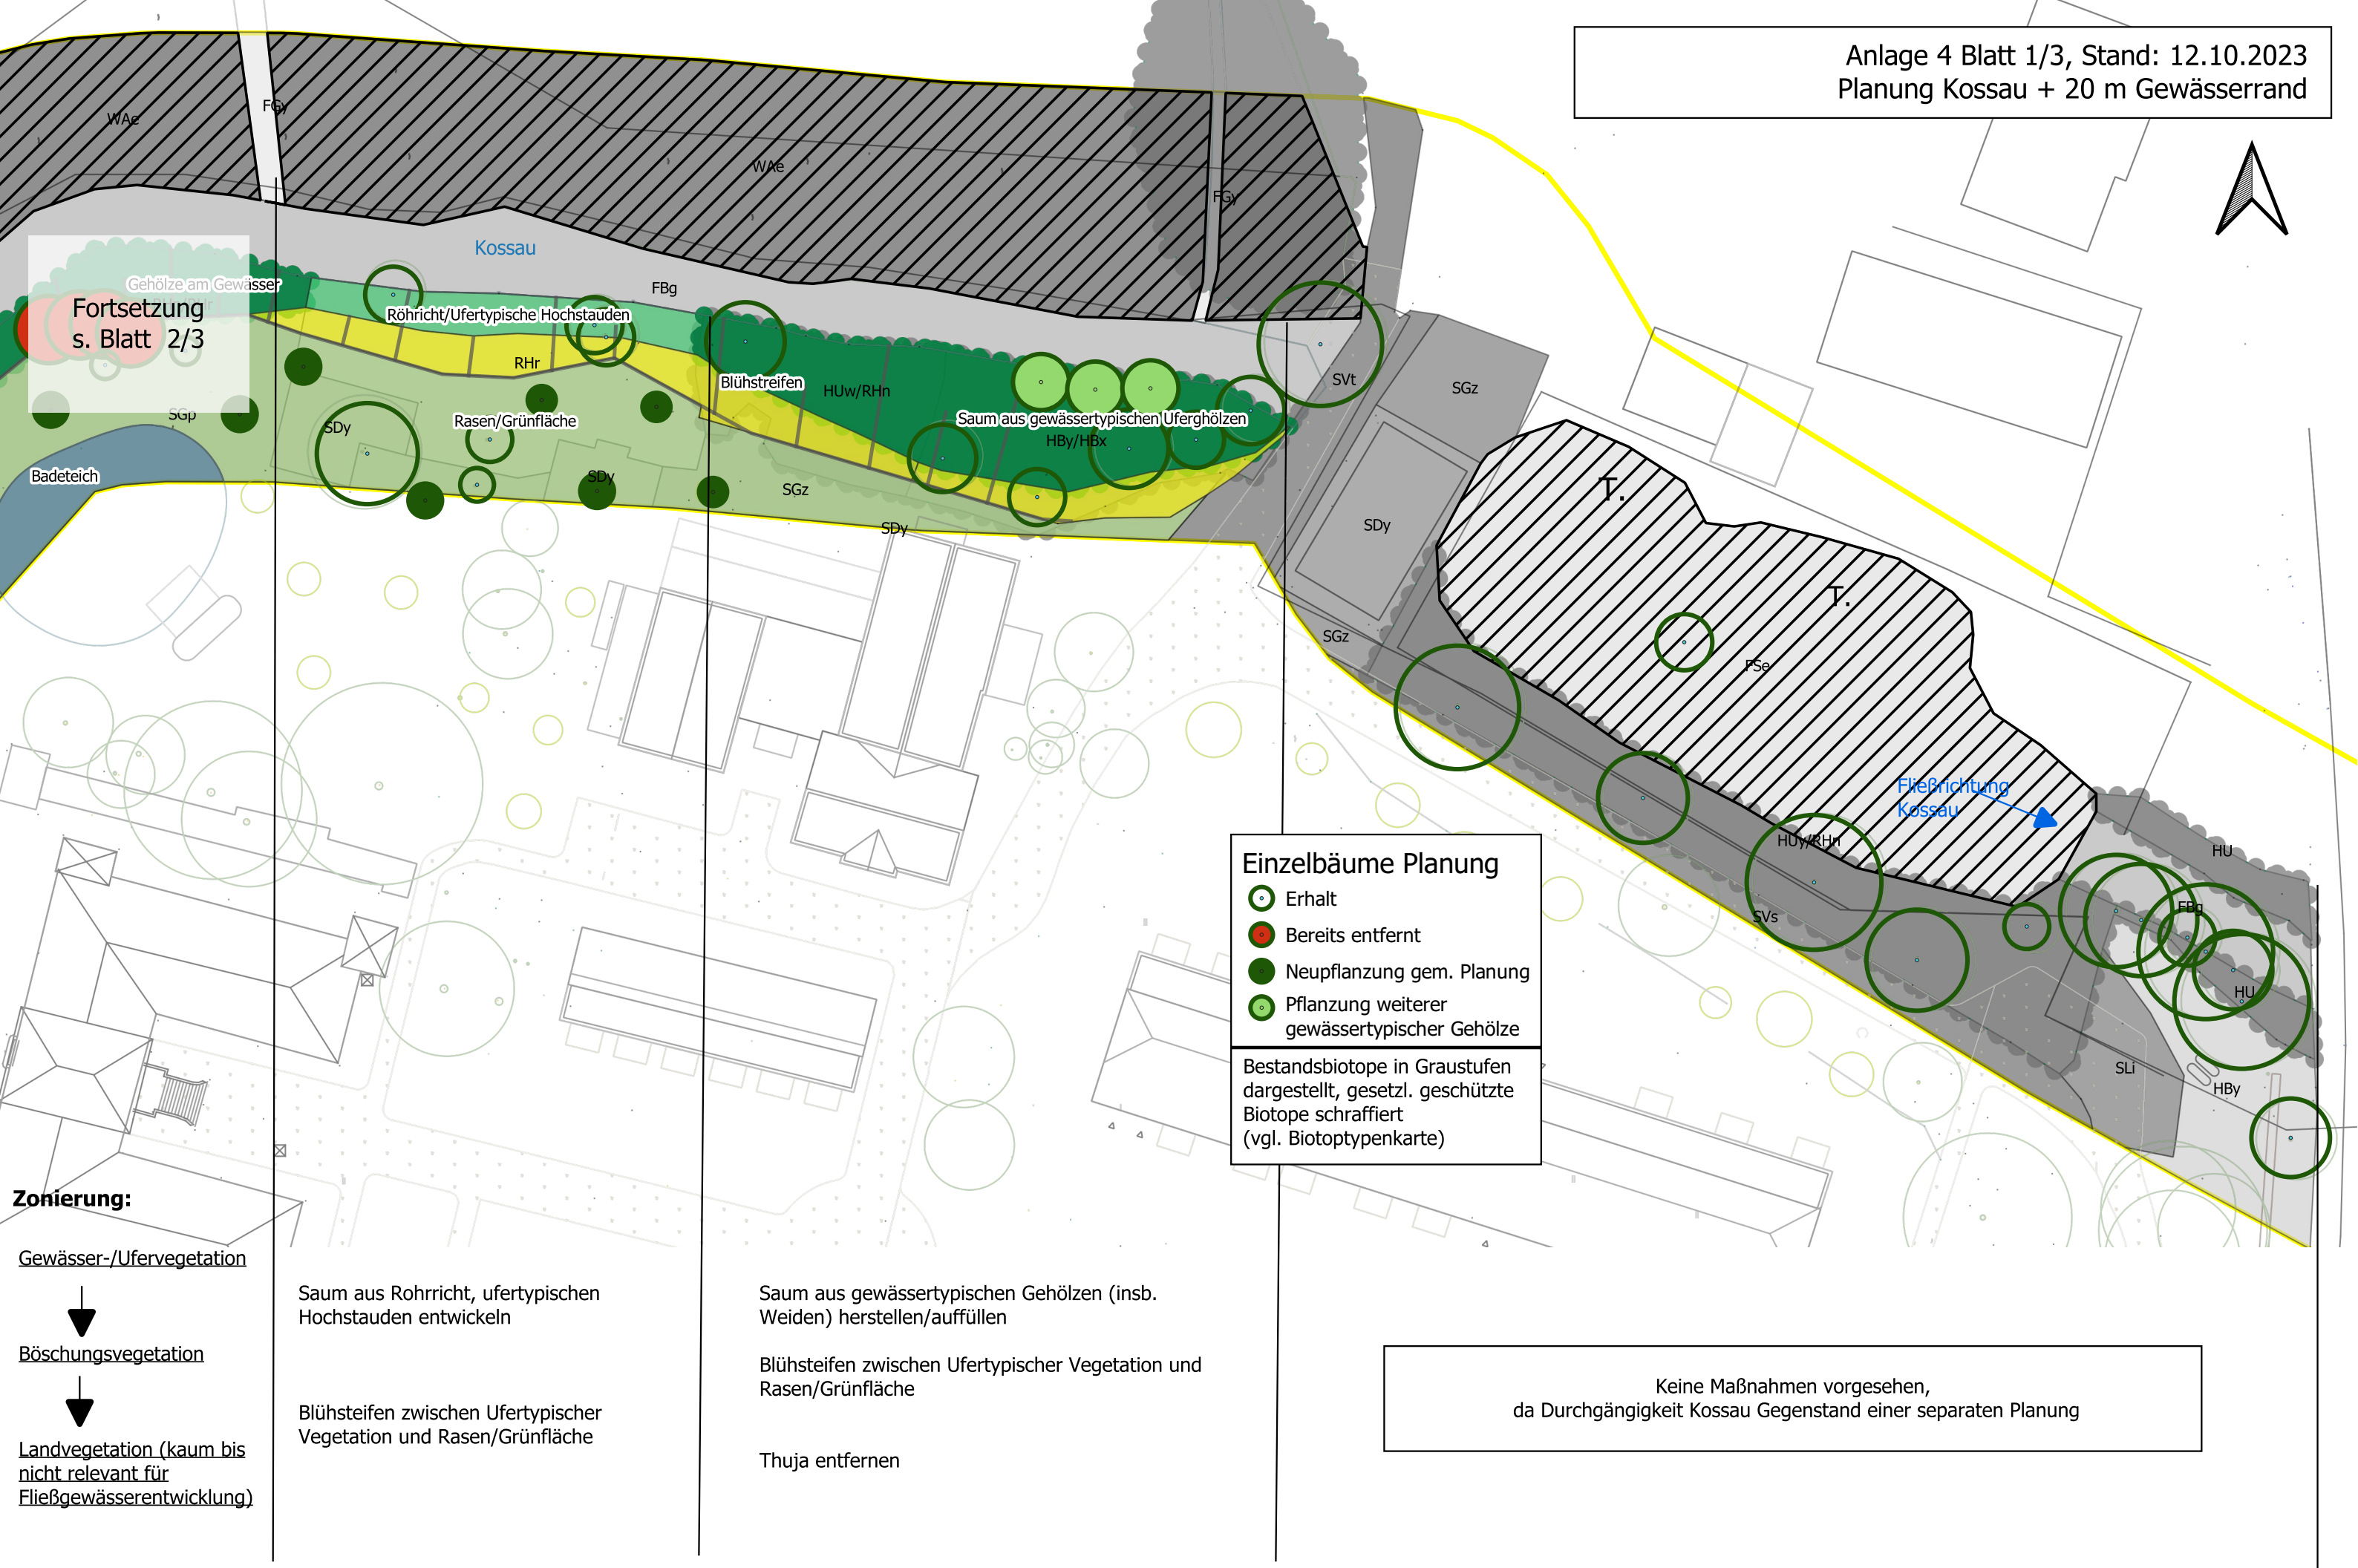 Anlage 4 Blatt 1/3, Stand: 12.10.2023
Planung Kossau + 20 m Gewässerrand
WAe
FGy
WAe
FGy
Kossau
FBg
Gehölze am Gewässer
Fortsetzung
s. Blatt 2/3
Röhricht/Ufertypische Hochstauden
RHr
Blühstreifen
HUw/RHn
SVt
SGz
SGp
SDy
Rasen/Grünfläche
Saum aus gewässertypischen Uferghölzen
HBy/HBx
Badeteich
SDy
SGz
SDy
SDy
T.
T.
SGz
FSe
Fließrichtung
Kossau
HUy/RHn
HU
SVs
FBg
HU
SLi
HBy
Einzelbäume Planung
Erhalt
Bereits entfernt
Neupflanzung gem. Planung
Pflanzung weiterer
gewässertypischer Gehölze
Bestandsbiotope in Graustufen
dargestellt, gesetzl. geschützte
Biotope schraffiert
(vgl. Biotoptypenkarte)
Zonierung:
Gewässer-/Ufervegetation
Böschungsvegetation
Landvegetation (kaum bis
nicht relevant für
Fließgewässerentwicklung)
Saum aus Rohrricht, ufertypischen
Hochstauden entwickeln
Blühsteifen zwischen Ufertypischer
Vegetation und Rasen/Grünfläche
Saum aus gewässertypischen Gehölzen (insb.
Weiden) herstellen/auffüllen
Blühsteifen zwischen Ufertypischer Vegetation und
Rasen/Grünfläche
Thuja entfernen
Keine Maßnahmen vorgesehen,
da Durchgängigkeit Kossau Gegenstand einer separaten Planung